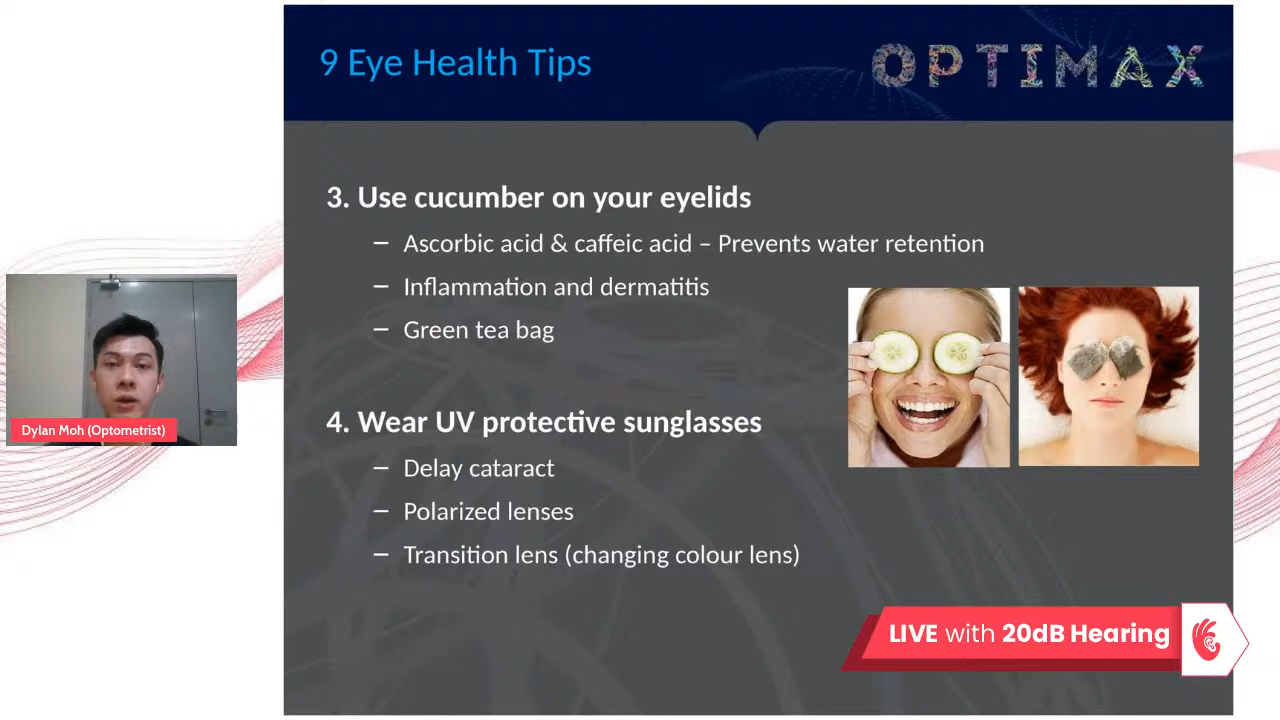 9 Eye Health Tips
OPTIMAX
3. Use cucumber on your eyelids
– Ascorbic acid & caffeic acid – Prevents water retention
– Inflammation and dermatitis
– Green tea bag
4. Wear UV protective sunglasses
– Delay cataract
– Polarized lenses
– Transition lens (changing colour lens)
Dylan Moh (Optometrist)
LIVE with 20dB Hearing